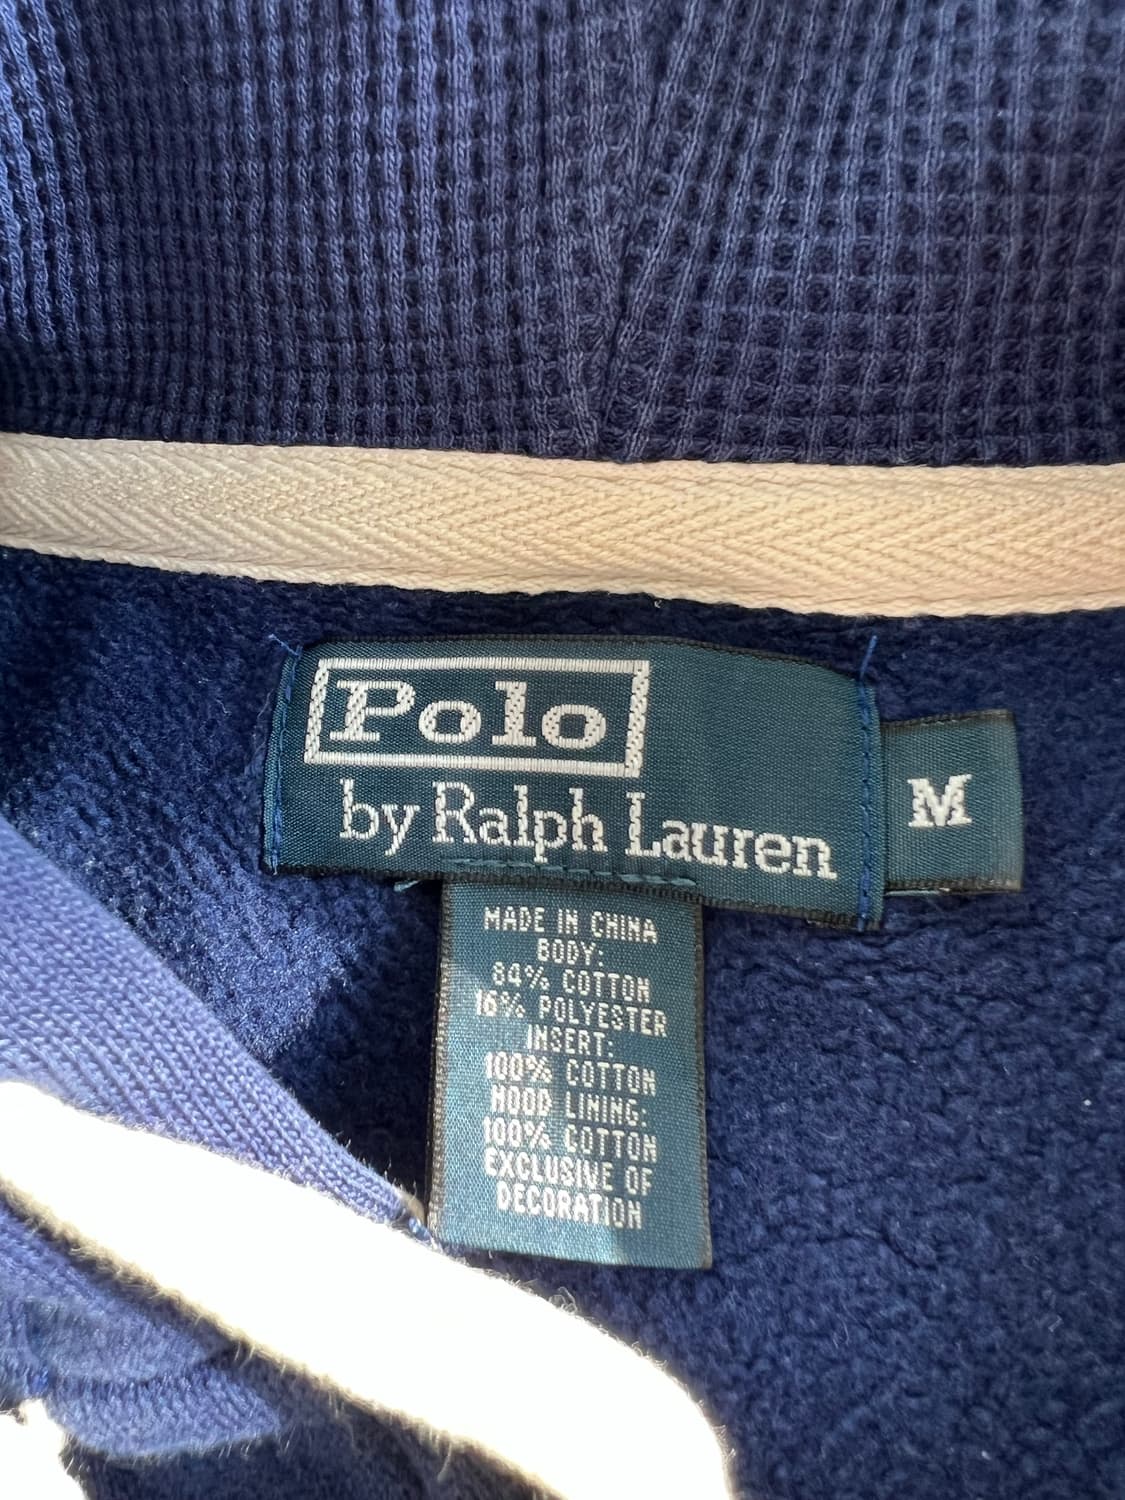 Polo
by Ralph Lauren
M
MADE IN CHINA
BODY:
84% COTTON
16% POLYESTER
INSERT:
100% COTTON
HOOD LINING:
100% COTTON
EXCLUSIVE OF
DECORATION